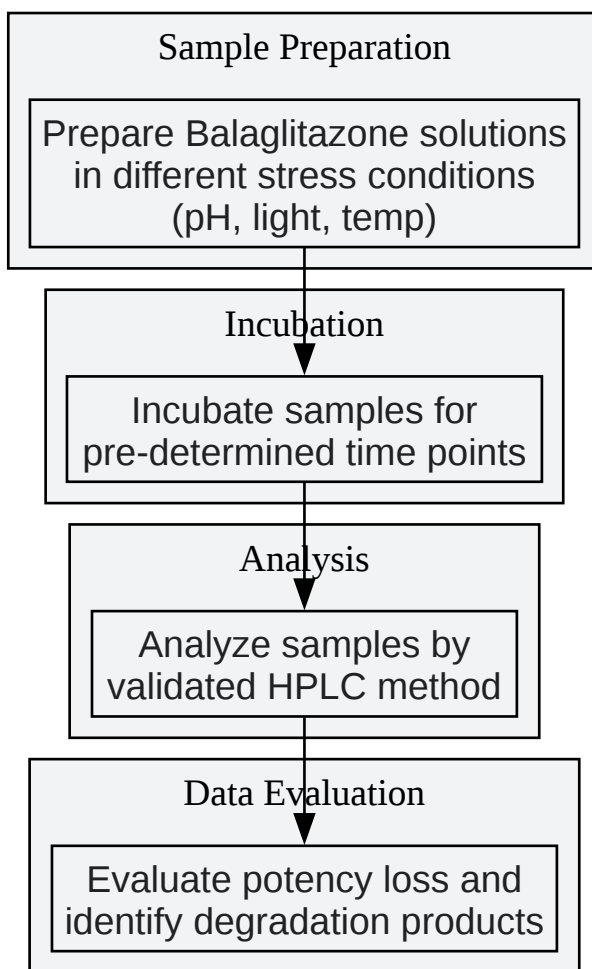 Sample Preparation
Prepare Balaglitazone solutions
in different stress conditions
(pH, light, temp)
Incubation
Incubate samples for
pre-determined time points
Analysis
Analyze samples by
validated HPLC method
Data Evaluation
Evaluate potency loss and
identify degradation products